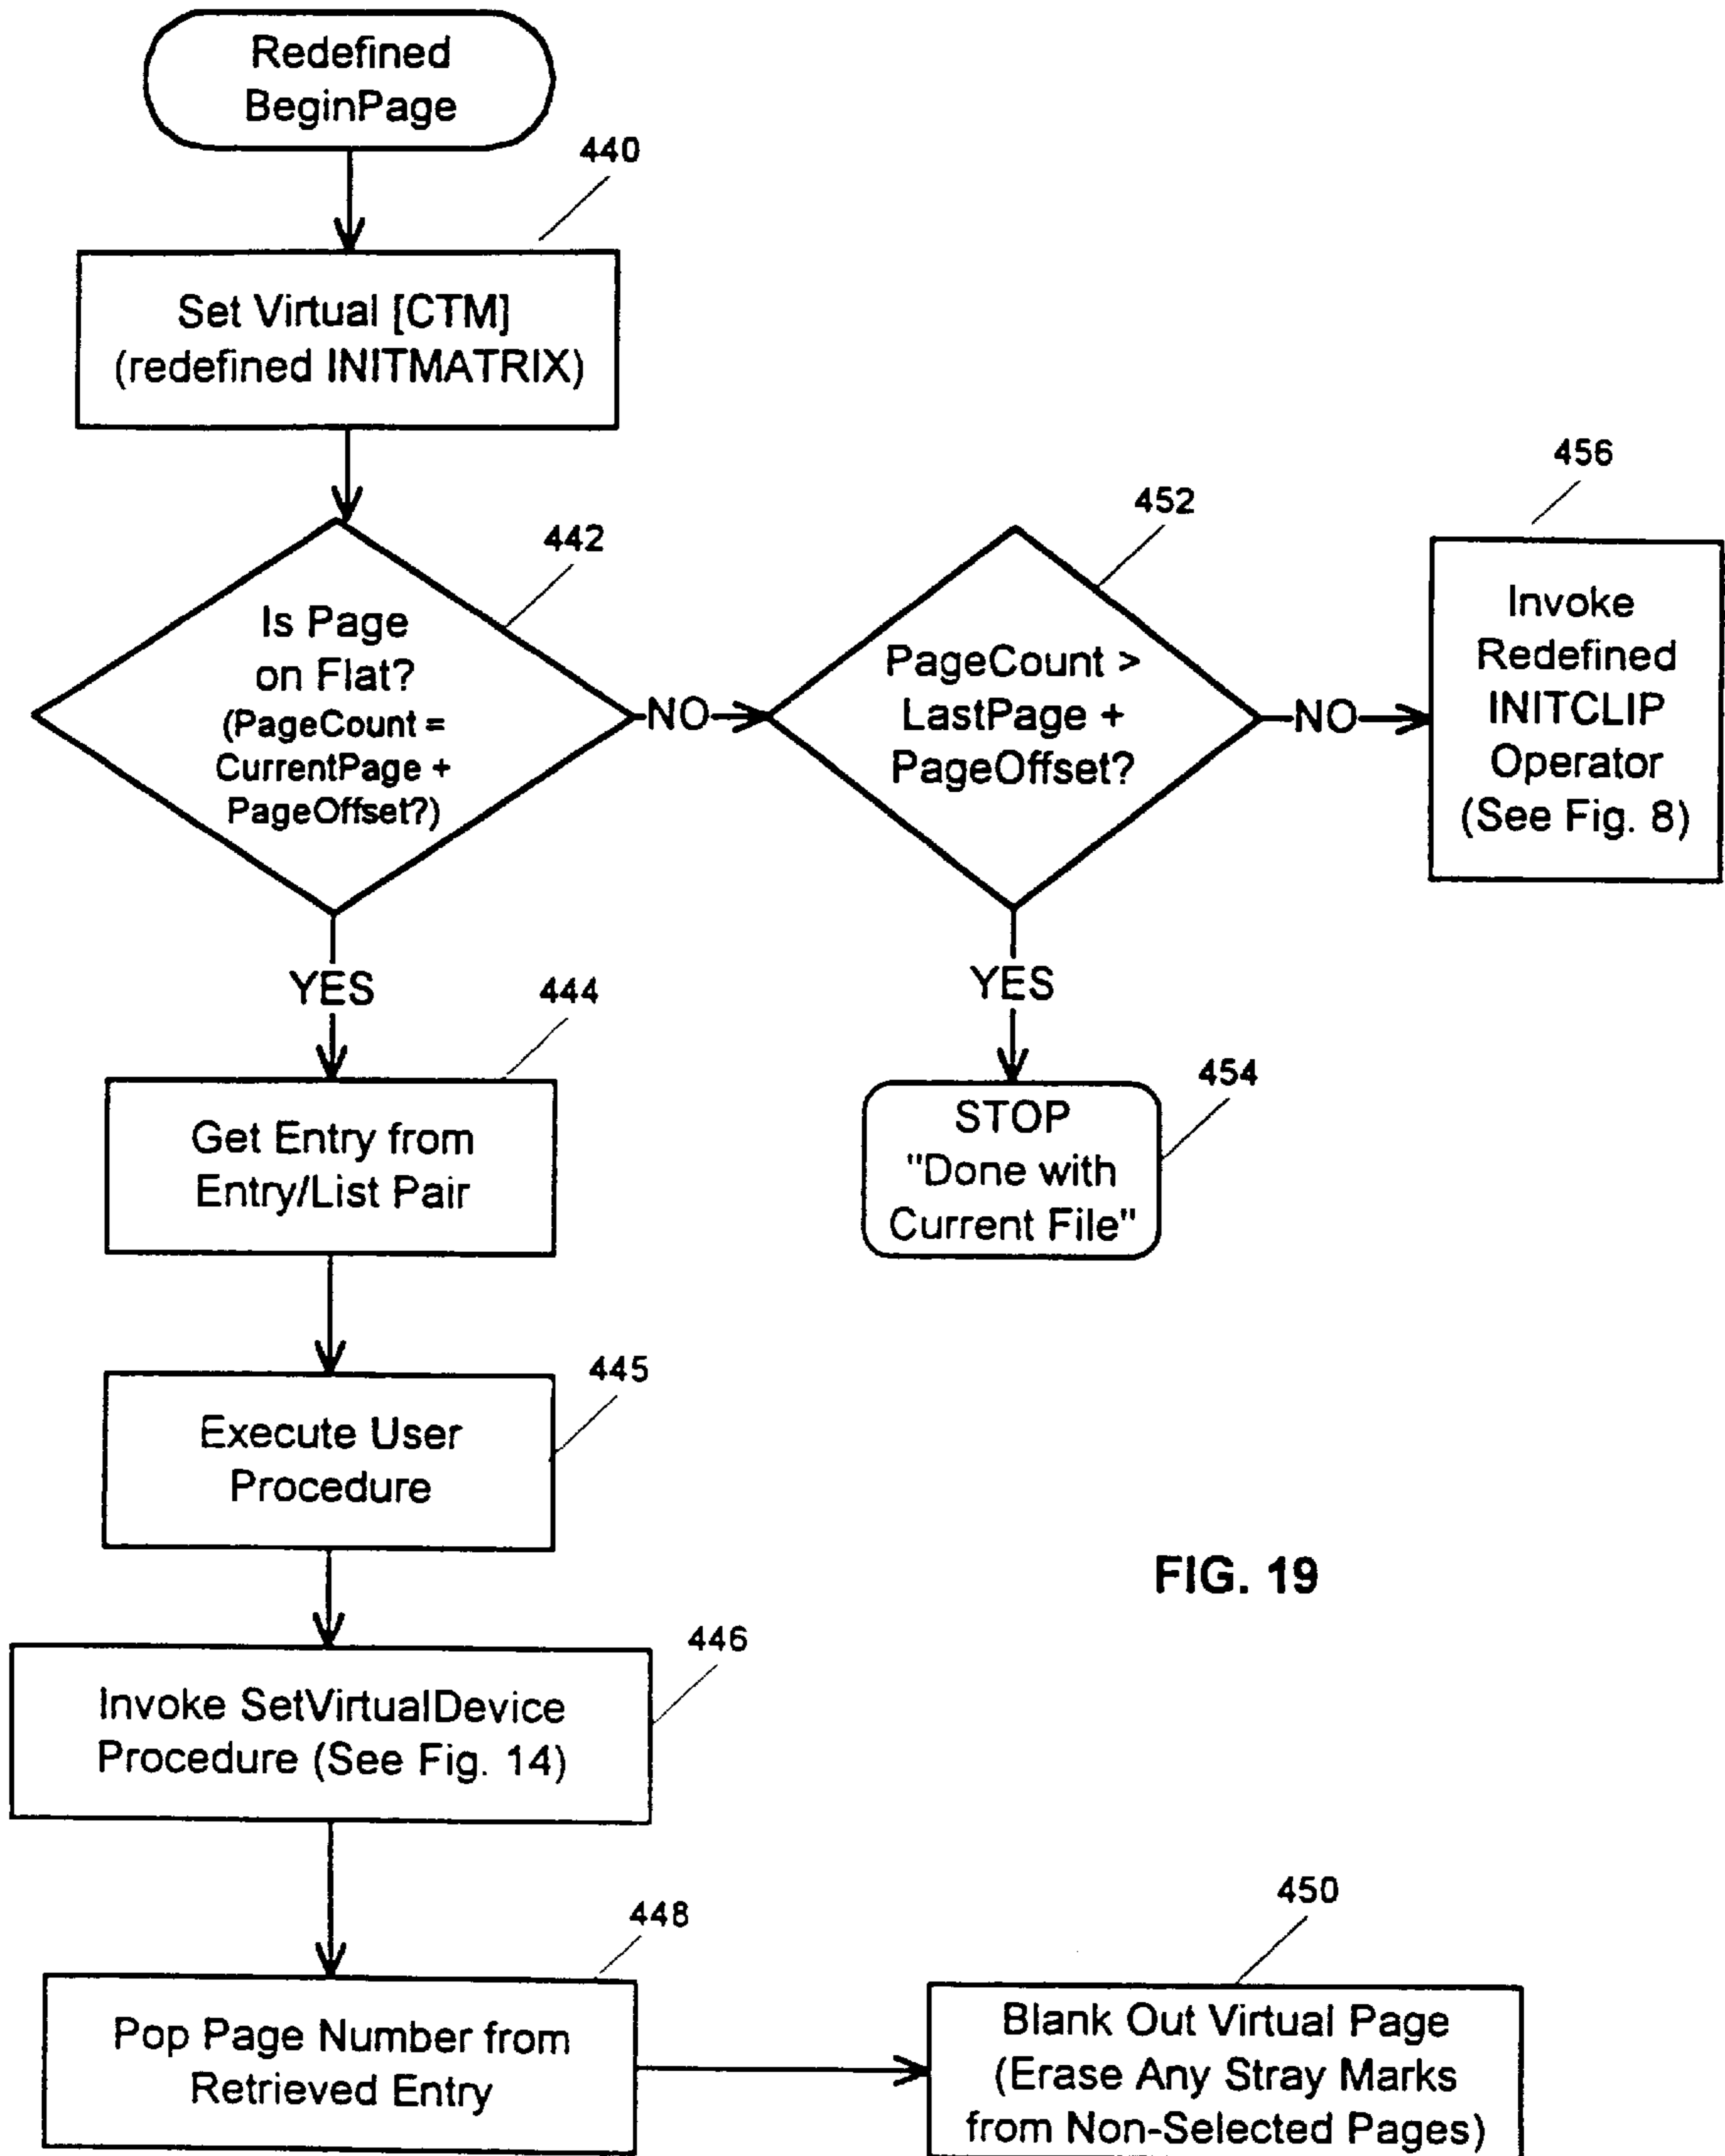 Redefined
BeginPage
440
Set Virtual [CTM]
(redefined INITMATRIX)
442
Is Page
on Flat?
(PageCount =
CurrentPage +
PageOffset?)
NO
452
PageCount >
LastPage +
PageOffset?
NO
456
Invoke
Redefined
INITCLIP
Operator
(See Fig. 8)
YES
YES
444
Get Entry from
Entry/List Pair
454
STOP
"Done with
Current File"
445
Execute User
Procedure
FIG. 19
446
Invoke SetVirtualDevice
Procedure (See Fig. 14)
448
Pop Page Number from
Retrieved Entry
450
Blank Out Virtual Page
(Erase Any Stray Marks
from Non-Selected Pages)